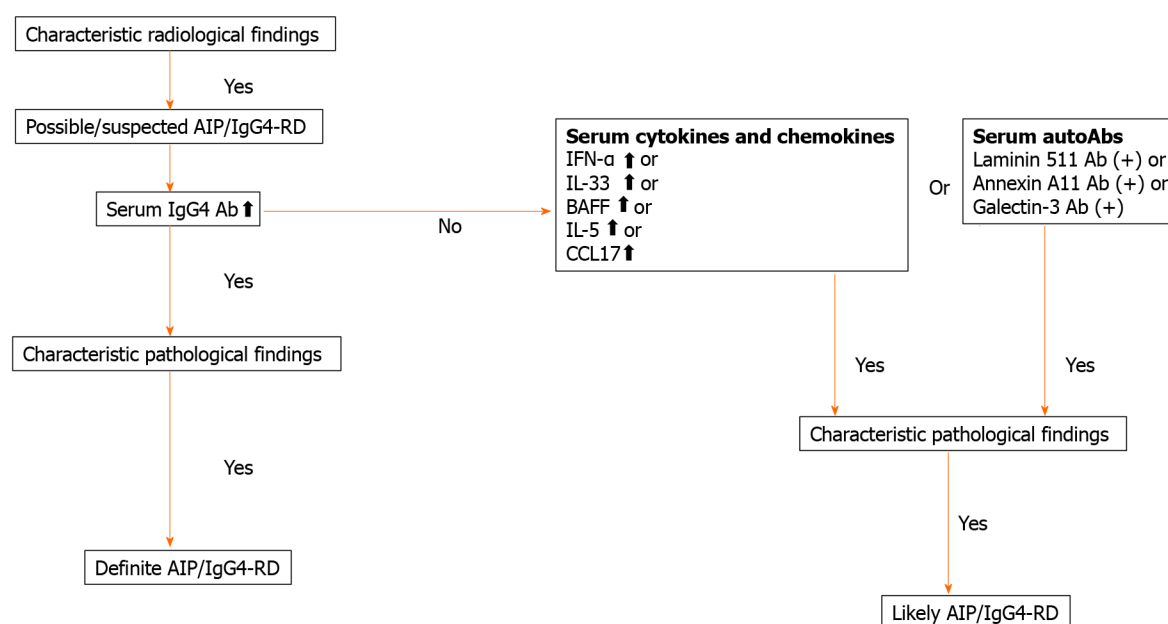 Characteristic radiological findings
Yes
Possible/suspected AIP/IgG4-RD
Serum IgG4 Ab ⬆
No
Yes
Characteristic pathological findings
Yes
Definite AIP/IgG4-RD
Serum cytokines and chemokines
IFN-ɑ ⬆ or
IL-33 ⬆ or
BAFF ⬆ or
IL-5 ⬆ or
CCL17⬆
Or
Serum autoAbs
Laminin 511 Ab (+) or
Annexin A11 Ab (+) or
Galectin-3 Ab (+)
Yes
Yes
Characteristic pathological findings
Yes
Likely AIP/IgG4-RD